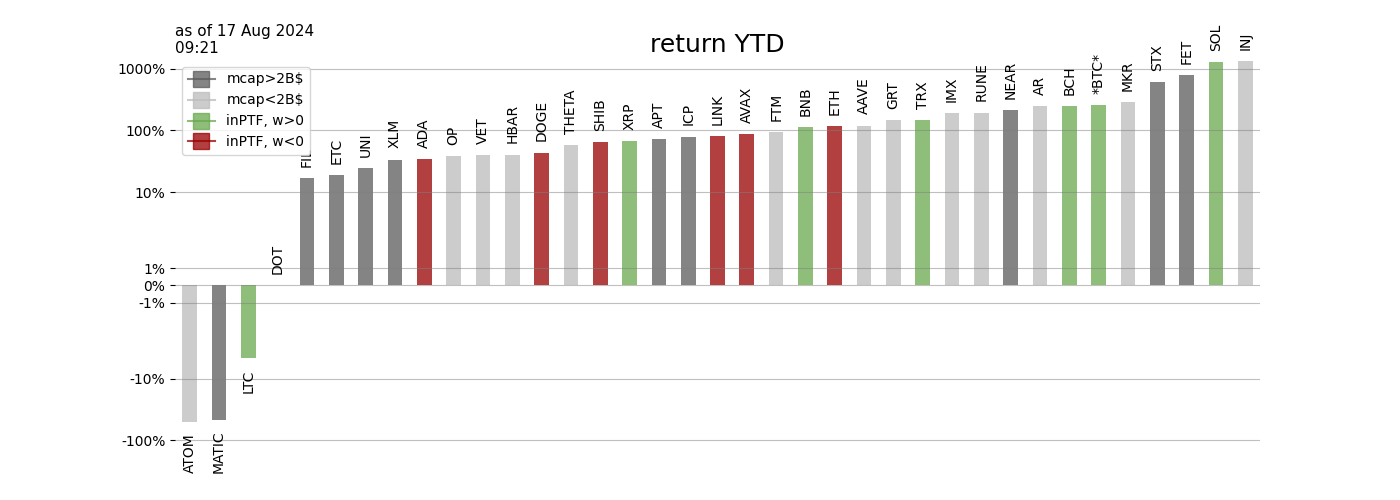 as of 17 Aug 2024
09:21
return YTD
mcap>2B$
mcap<2B$
inPTF, w>0
inPTF, w<0
1000%
100%
10%
1%
0%
-1%
-10%
-100%
ATOM
MATIC
LTC
DOT
FIL
ETC
UNI
XLM
ADA
OP
VET
HBAR
DOGE
THETA
SHIB
XRP
APT
ICP
LINK
AVAX
FTM
BNB
ETH
AAVE
GRT
TRX
IMX
RUNE
NEAR
AR
BCH
*BTC*
MKR
STX
FET
SOL
INJ